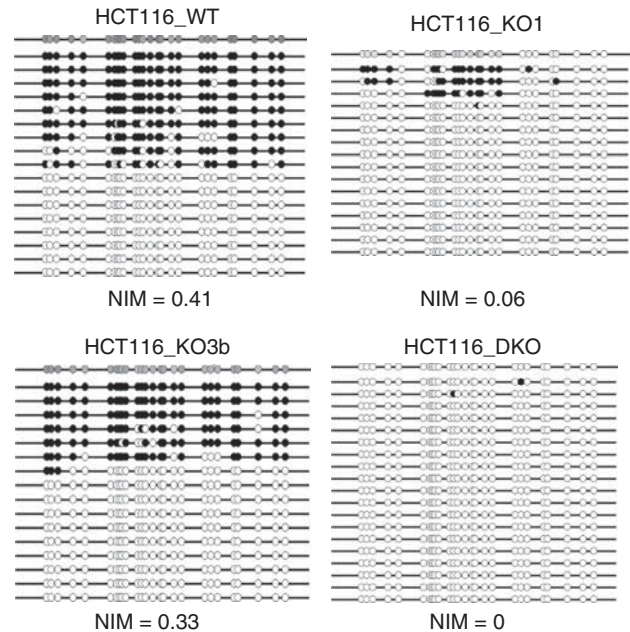 HCT116_WT
HCT116_KO1
NIM = 0.41
NIM = 0.06
HCT116_KO3b
HCT116_DKO
NIM = 0.33
NIM = 0